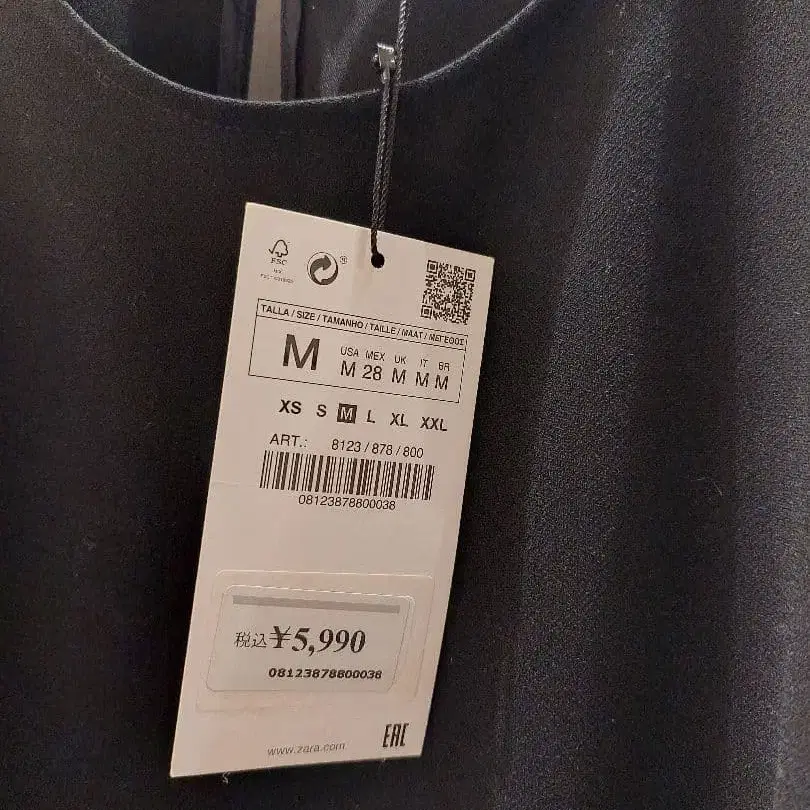 FSC
®
TALLA / SIZE / TAMANHO / TAILLE / MAAT / ΜΕΓΕΘΟΣ
M
USA MEX UK IT BR
M 28 M M M
XS S M L XL XXL
ART.: 8123 / 878 / 800
08123878800038
税込¥5,990
08123878800038
www.zara.com
EAC